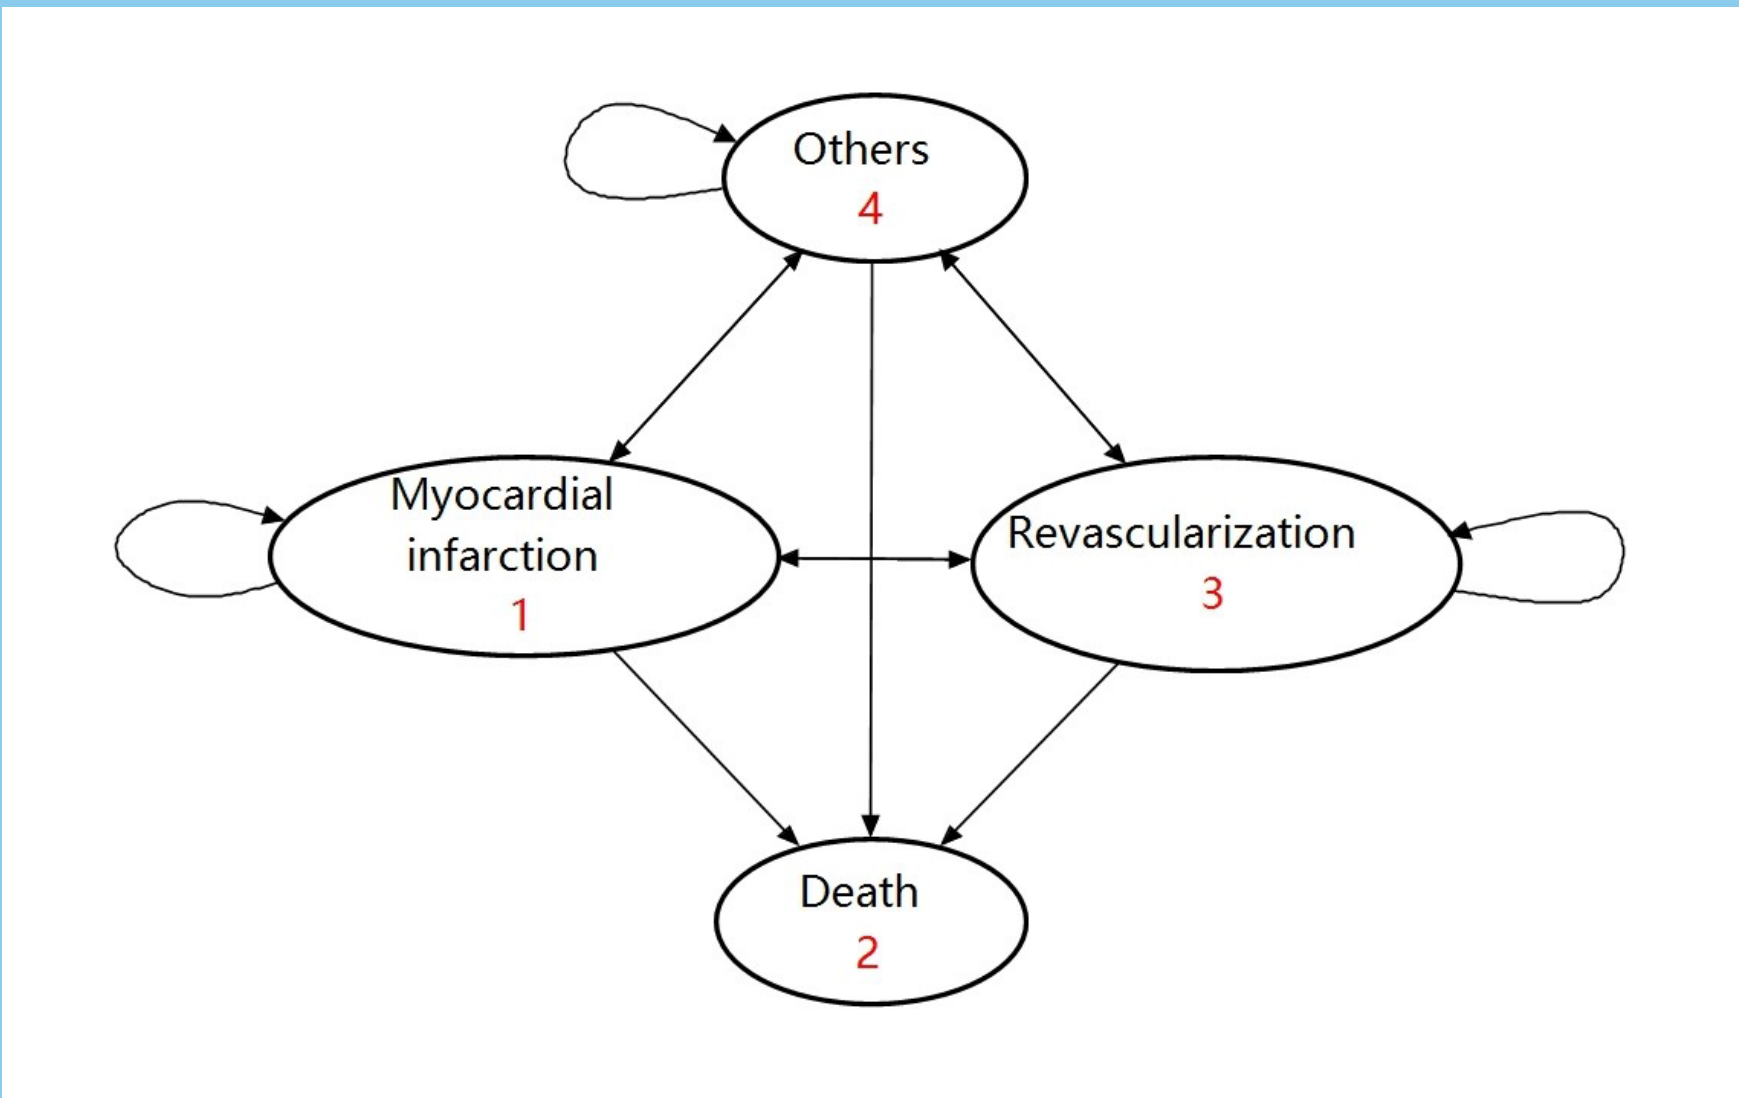 Others
4
Myocardial
infarction
1
Revascularization
3
Death
2